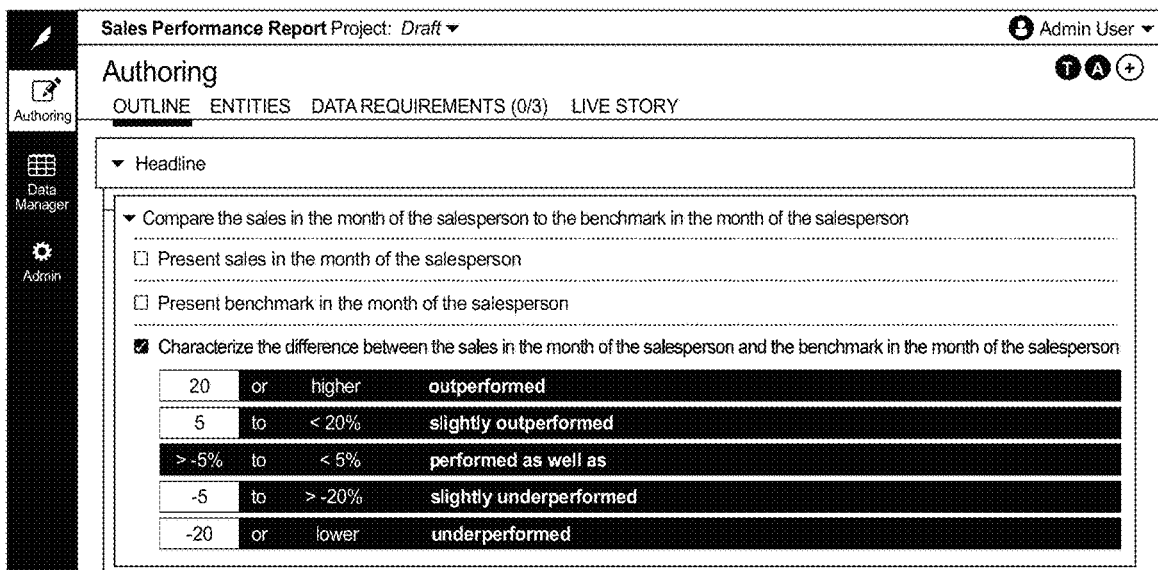 Sales Performance Report Project: Draft
Admin User
Authoring
T A +
OUTLINE ENTITIES DATA REQUIREMENTS (0/3) LIVE STORY
Authoring
Data
Manager
Admin
Headline
Compare the sales in the month of the salesperson to the benchmark in the month of the salesperson
Present sales in the month of the salesperson
Present benchmark in the month of the salesperson
Characterize the difference between the sales in the month of the salesperson and the benchmark in the month of the salesperson
20 or higher outperformed
5 to < 20% slightly outperformed
> -5% to < 5% performed as well as
-5 to > -20% slightly underperformed
-20 or lower underperformed